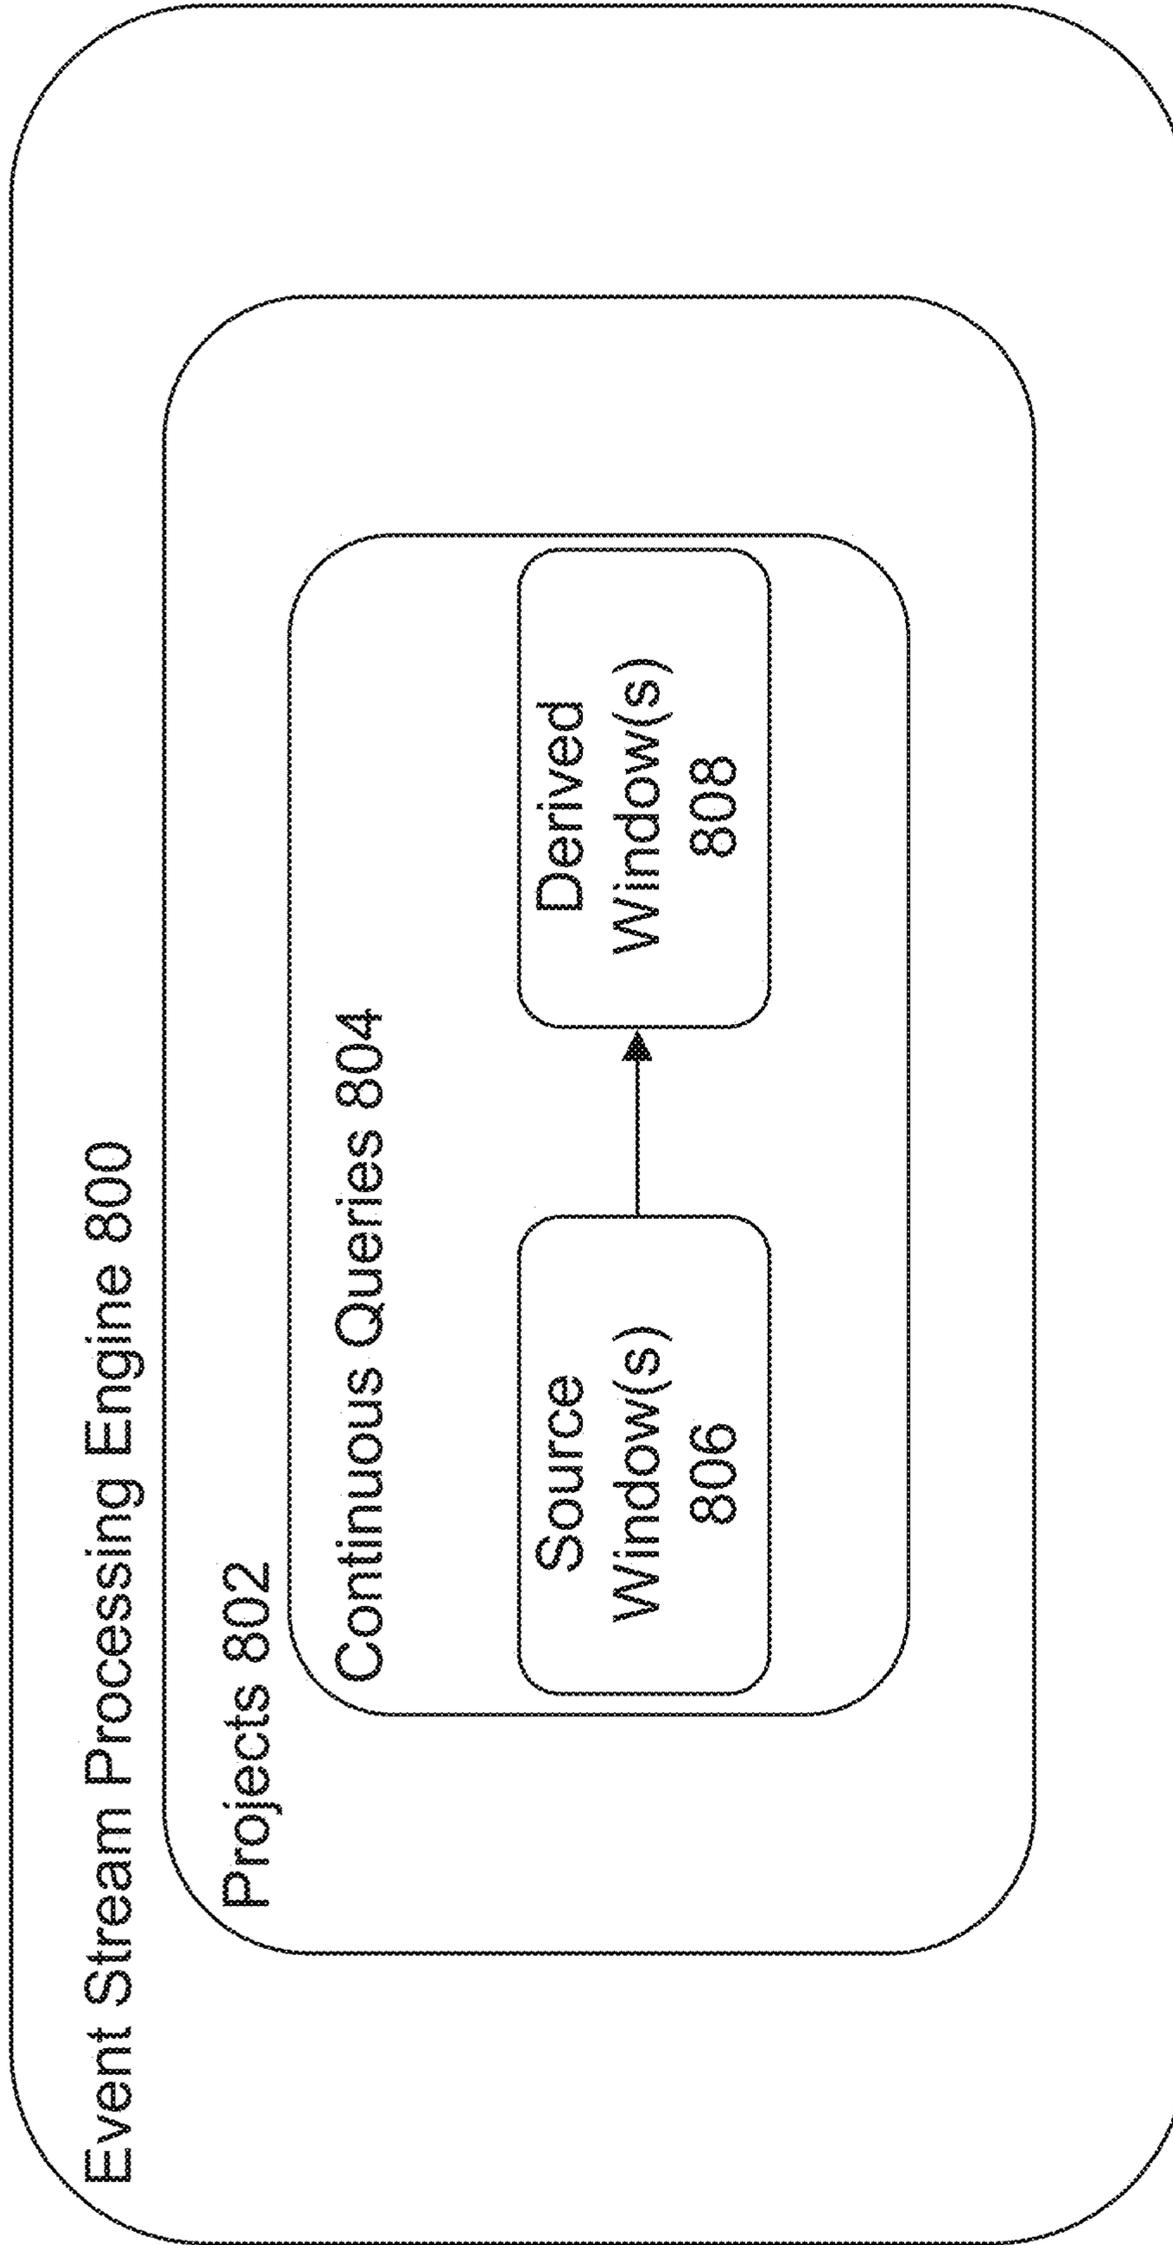 Event Stream Processing Engine 800
Projects 802
Continuous Queries 804
Source
Window(s)
806
Derived
Window(s)
808